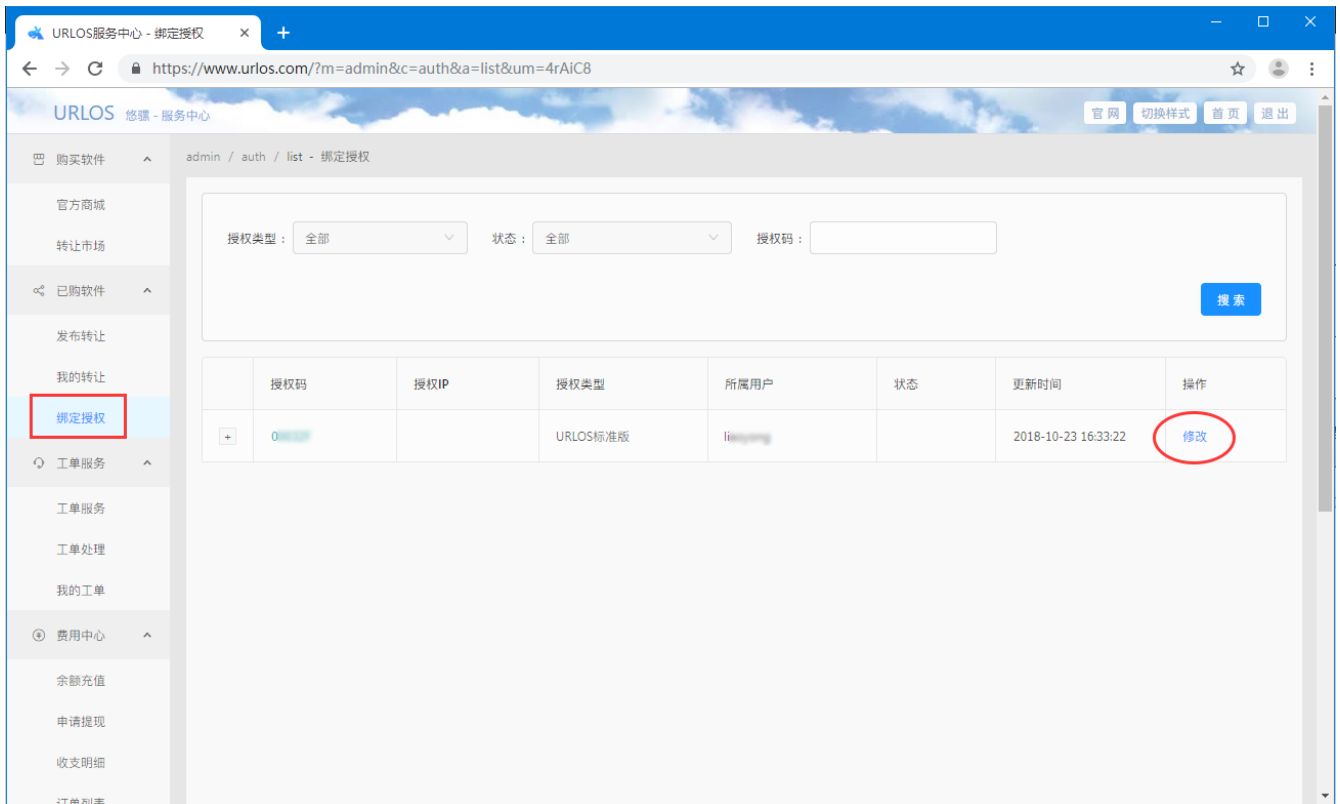 URLOS服务中心 - 绑定授权
https://www.urlos.com/?m=admin&c=auth&a=list&um=4rAiC8
URLOS 悠骥 - 服务中心
官 网 切换样式 首 页 退 出
购买软件
官方商城
转让市场
已购软件
发布转让
我的转让
绑定授权
工单服务
工单服务
工单处理
我的工单
费用中心
余额充值
申请提现
收支明细
订单列表
admin / auth / list - 绑定授权
授权类型 : 全部 状态 : 全部 授权码 :
搜 索
授权码 授权IP 授权类型 所属用户 状态 更新时间 操作
+ URLOS标准版 2018-10-23 16:33:22 修改